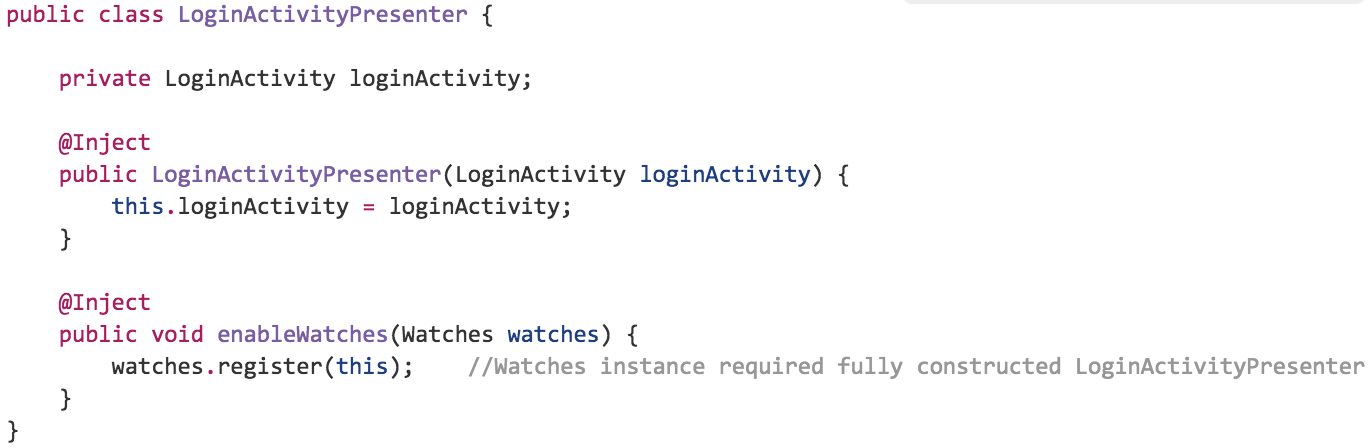 public class LoginActivityPresenter {
    private LoginActivity loginActivity;
    @Inject
    public LoginActivityPresenter(LoginActivity loginActivity) {
        this.loginActivity = loginActivity;
    }
    @Inject
    public void enableWatches(Watches watches) {
        watches.register(this);    //Watches instance required fully constructed LoginActivityPresenter
    }
}